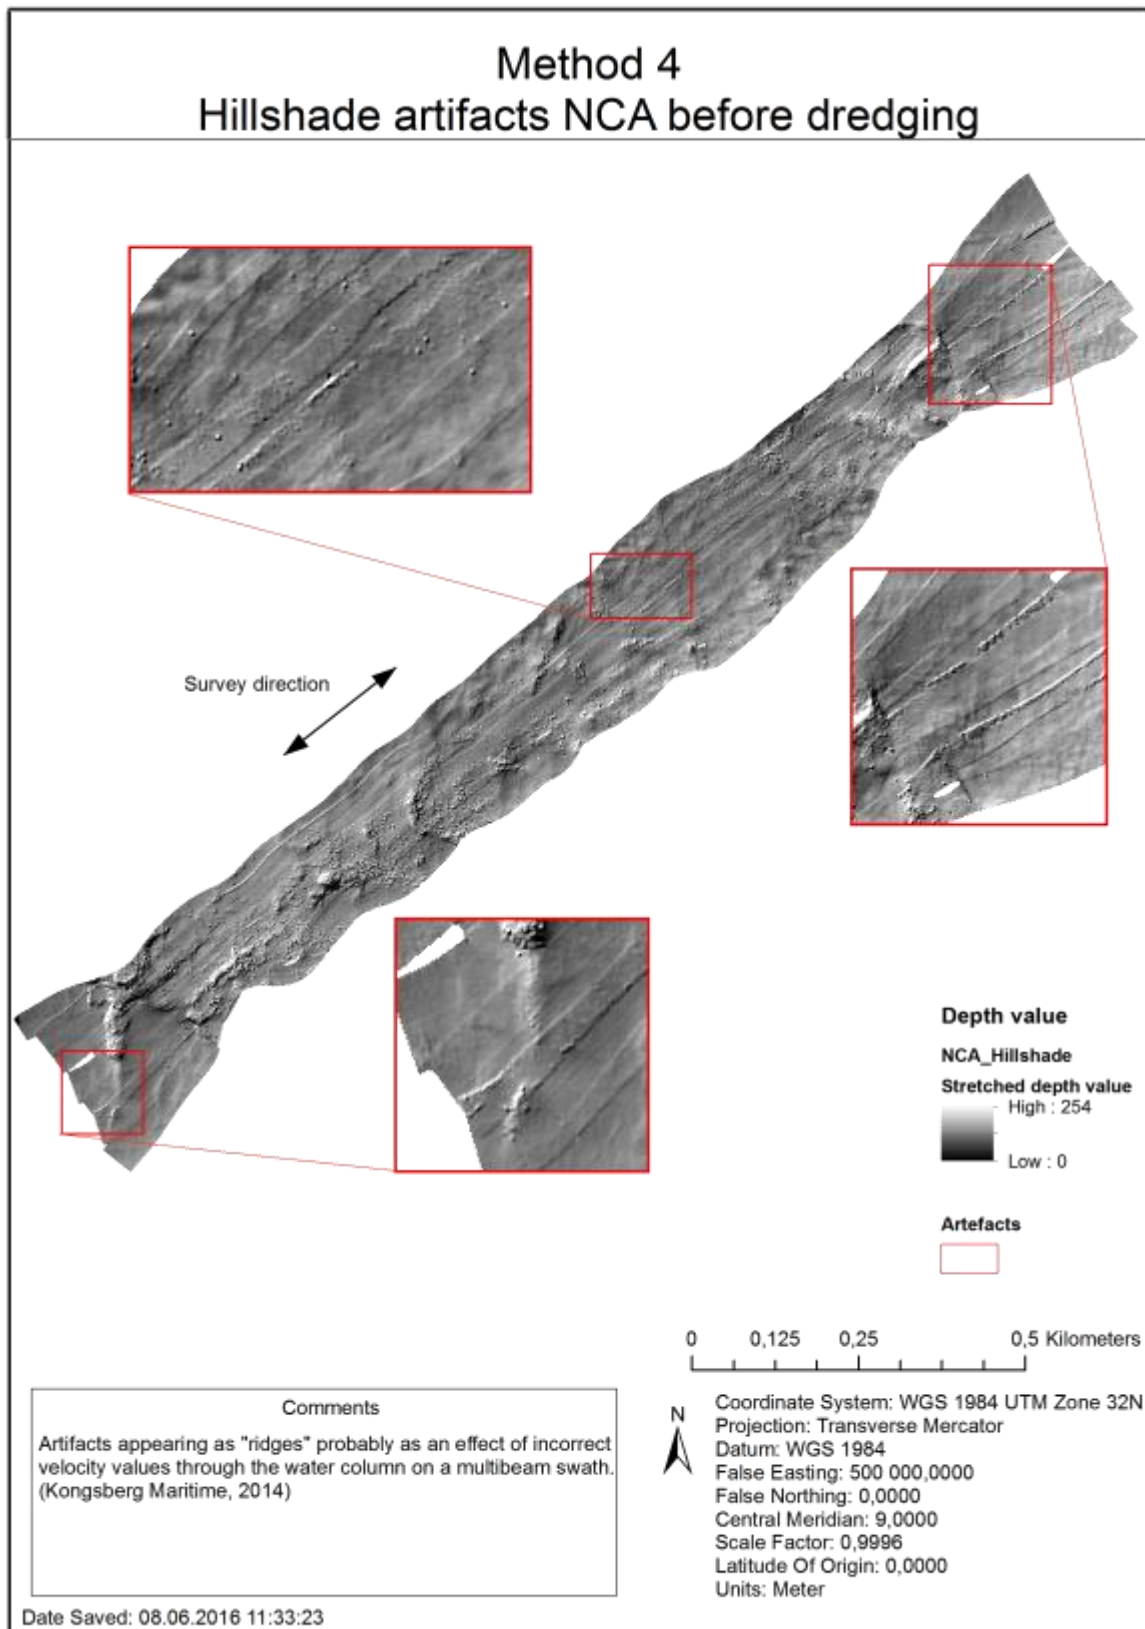 Method 4
Hillshade artifacts NCA before dredging
Survey direction
Depth value
NCA_Hillshade
Stretched depth value
High : 254
Low : 0
Artefacts
0 0,125 0,25 0,5 Kilometers
Comments
Artifacts appearing as "ridges" probably as an effect of incorrect
velocity values through the water column on a multibeam swath.
(Kongsberg Maritime, 2014)
N
Coordinate System: WGS 1984 UTM Zone 32N
Projection: Transverse Mercator
Datum: WGS 1984
False Easting: 500 000,0000
False Northing: 0,0000
Central Meridian: 9,0000
Scale Factor: 0,9996
Latitude Of Origin: 0,0000
Units: Meter
Date Saved: 08.06.2016 11:33:23